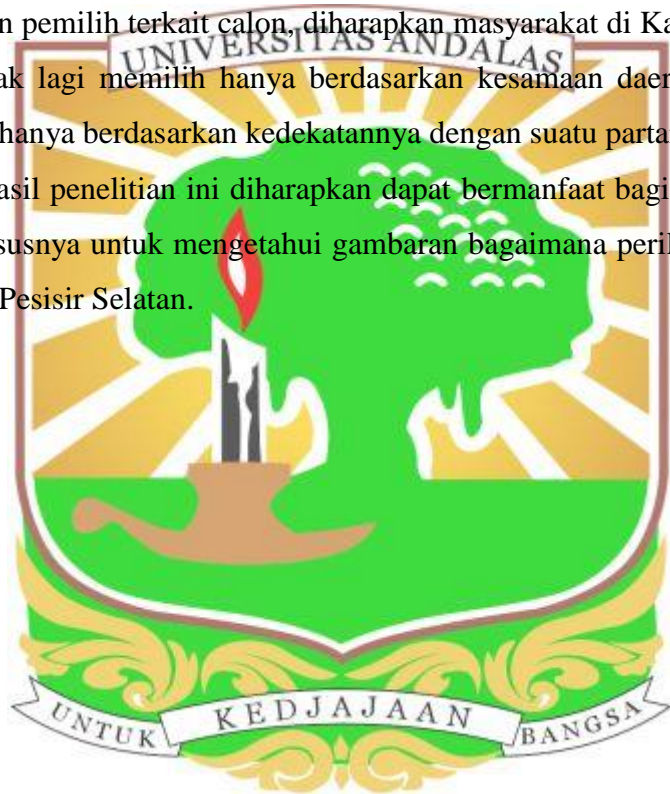 n pemilih terkait calon, diharapkan masyarakat di Ka
UNIVERSITAS ANDALAS
ak lagi memilih hanya berdasarkan kesamaan daer
hanya berdasarkan kedekatannya dengan suatu parta
asil penelitian ini diharapkan dapat bermanfaat bagi
ususnya untuk mengetahui gambaran bagaimana peril
Pesisir Selatan.
UNTUK KEDJAJAAN BANGSA